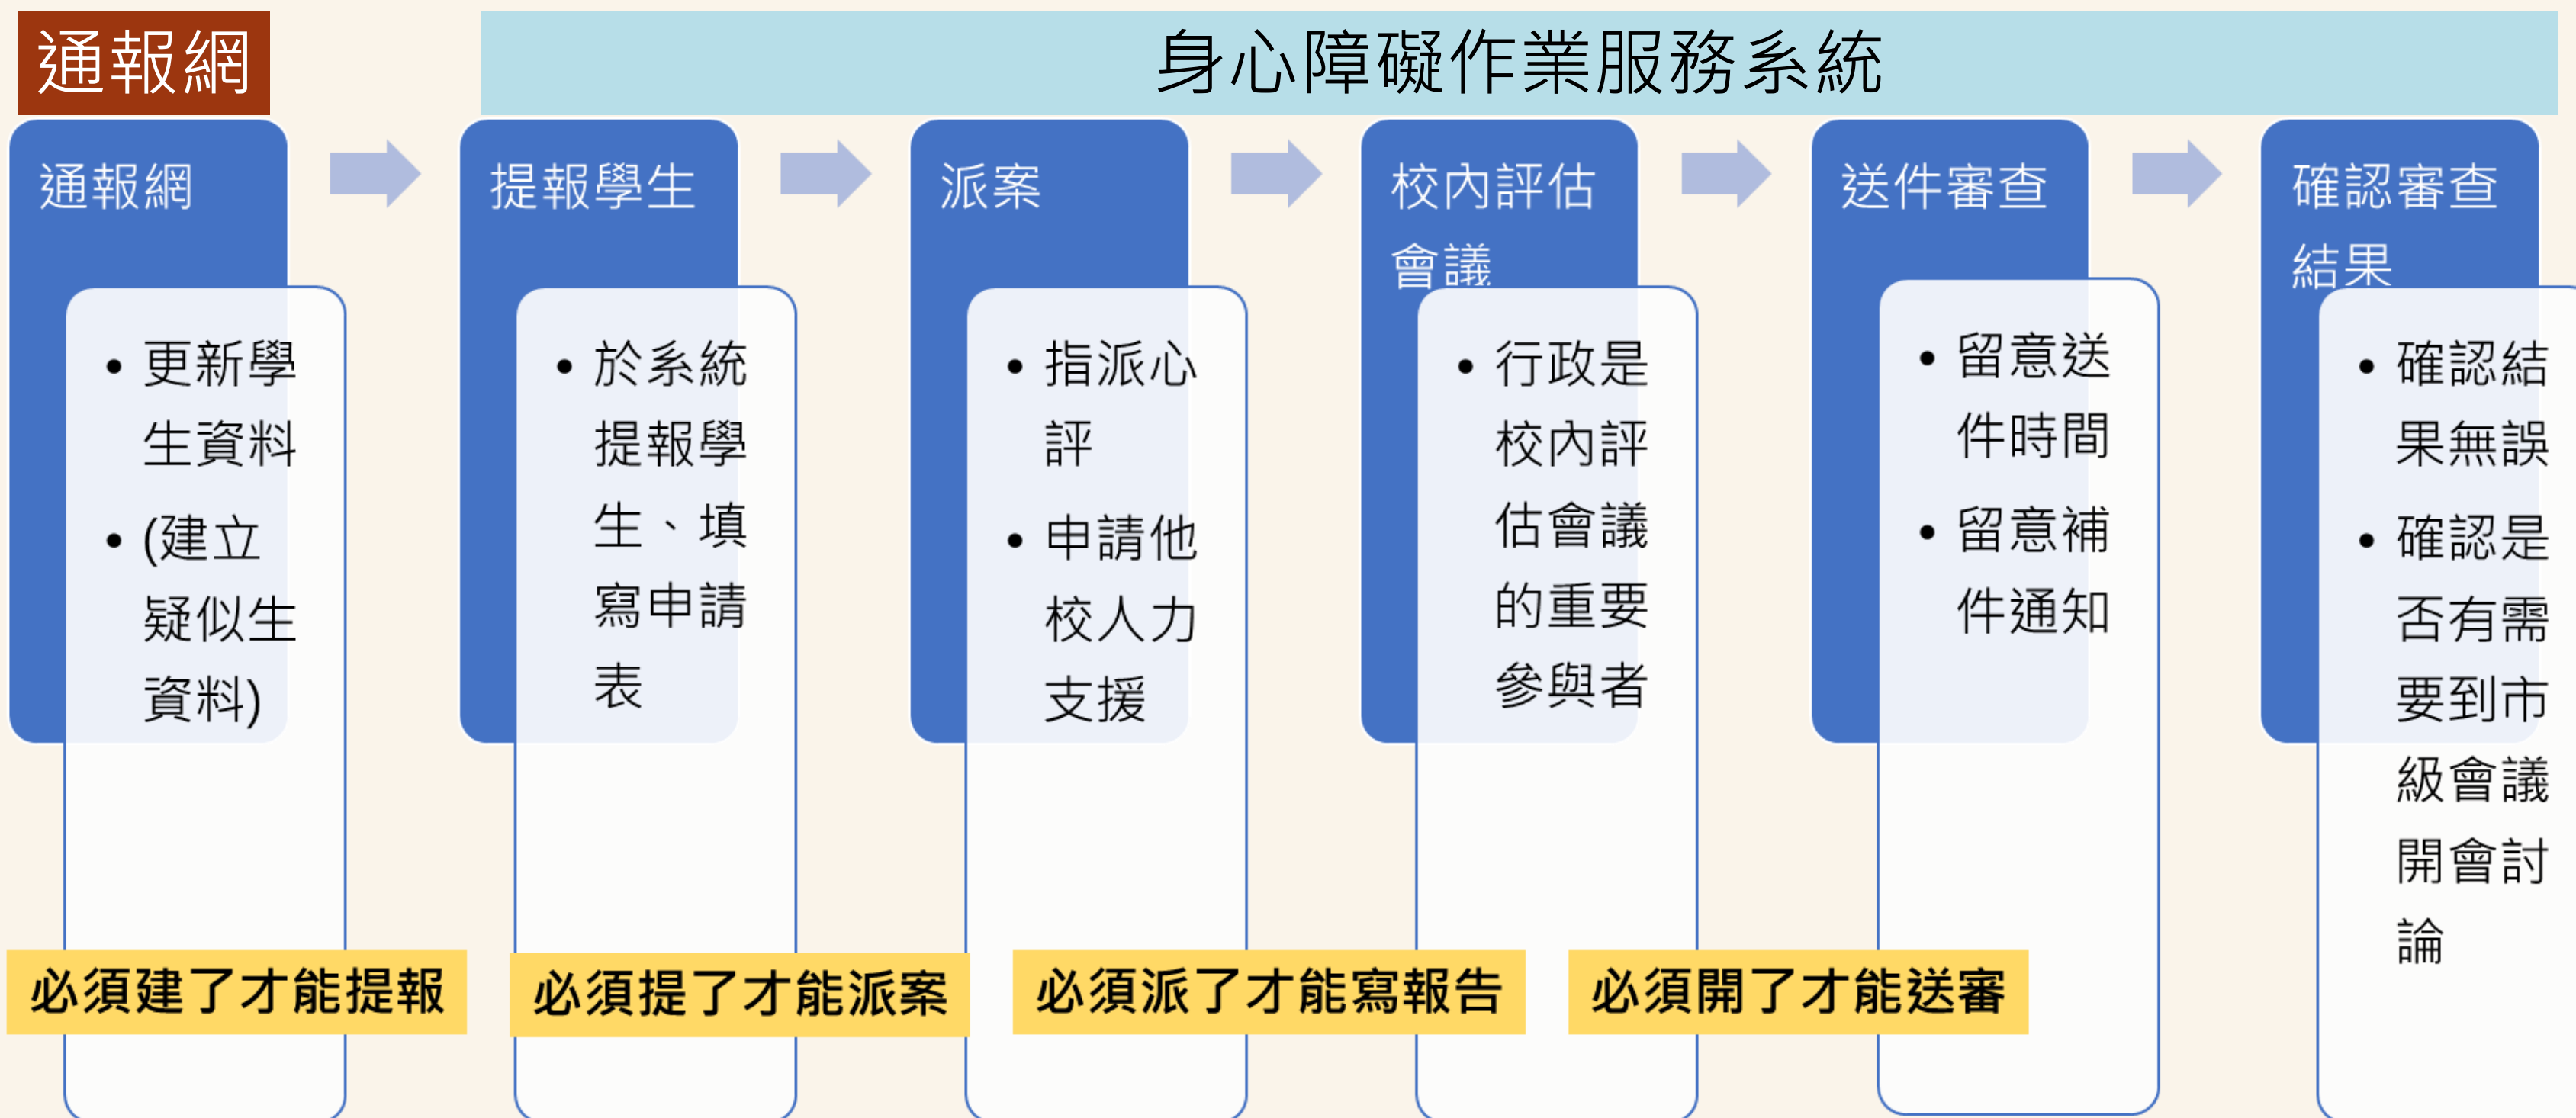 通報網
身心障礙作業服務系統
通報網
• 更新學
生資料
• (建立
疑似生
資料)
提報學生
• 於系統
提報學
生、填
寫申請
表
派案
• 指派心
評
• 申請他
校人力
支援
校內評估
會議
• 行政是
校內評
估會議
的重要
參與者
送件審查
• 留意送
件時間
• 留意補
件通知
確認審查
結果
• 確認結
果無誤
• 確認是
否有需
要到市
級會議
開會討
論
必須建了才能提報
必須提了才能派案
必須派了才能寫報告
必須開了才能送審